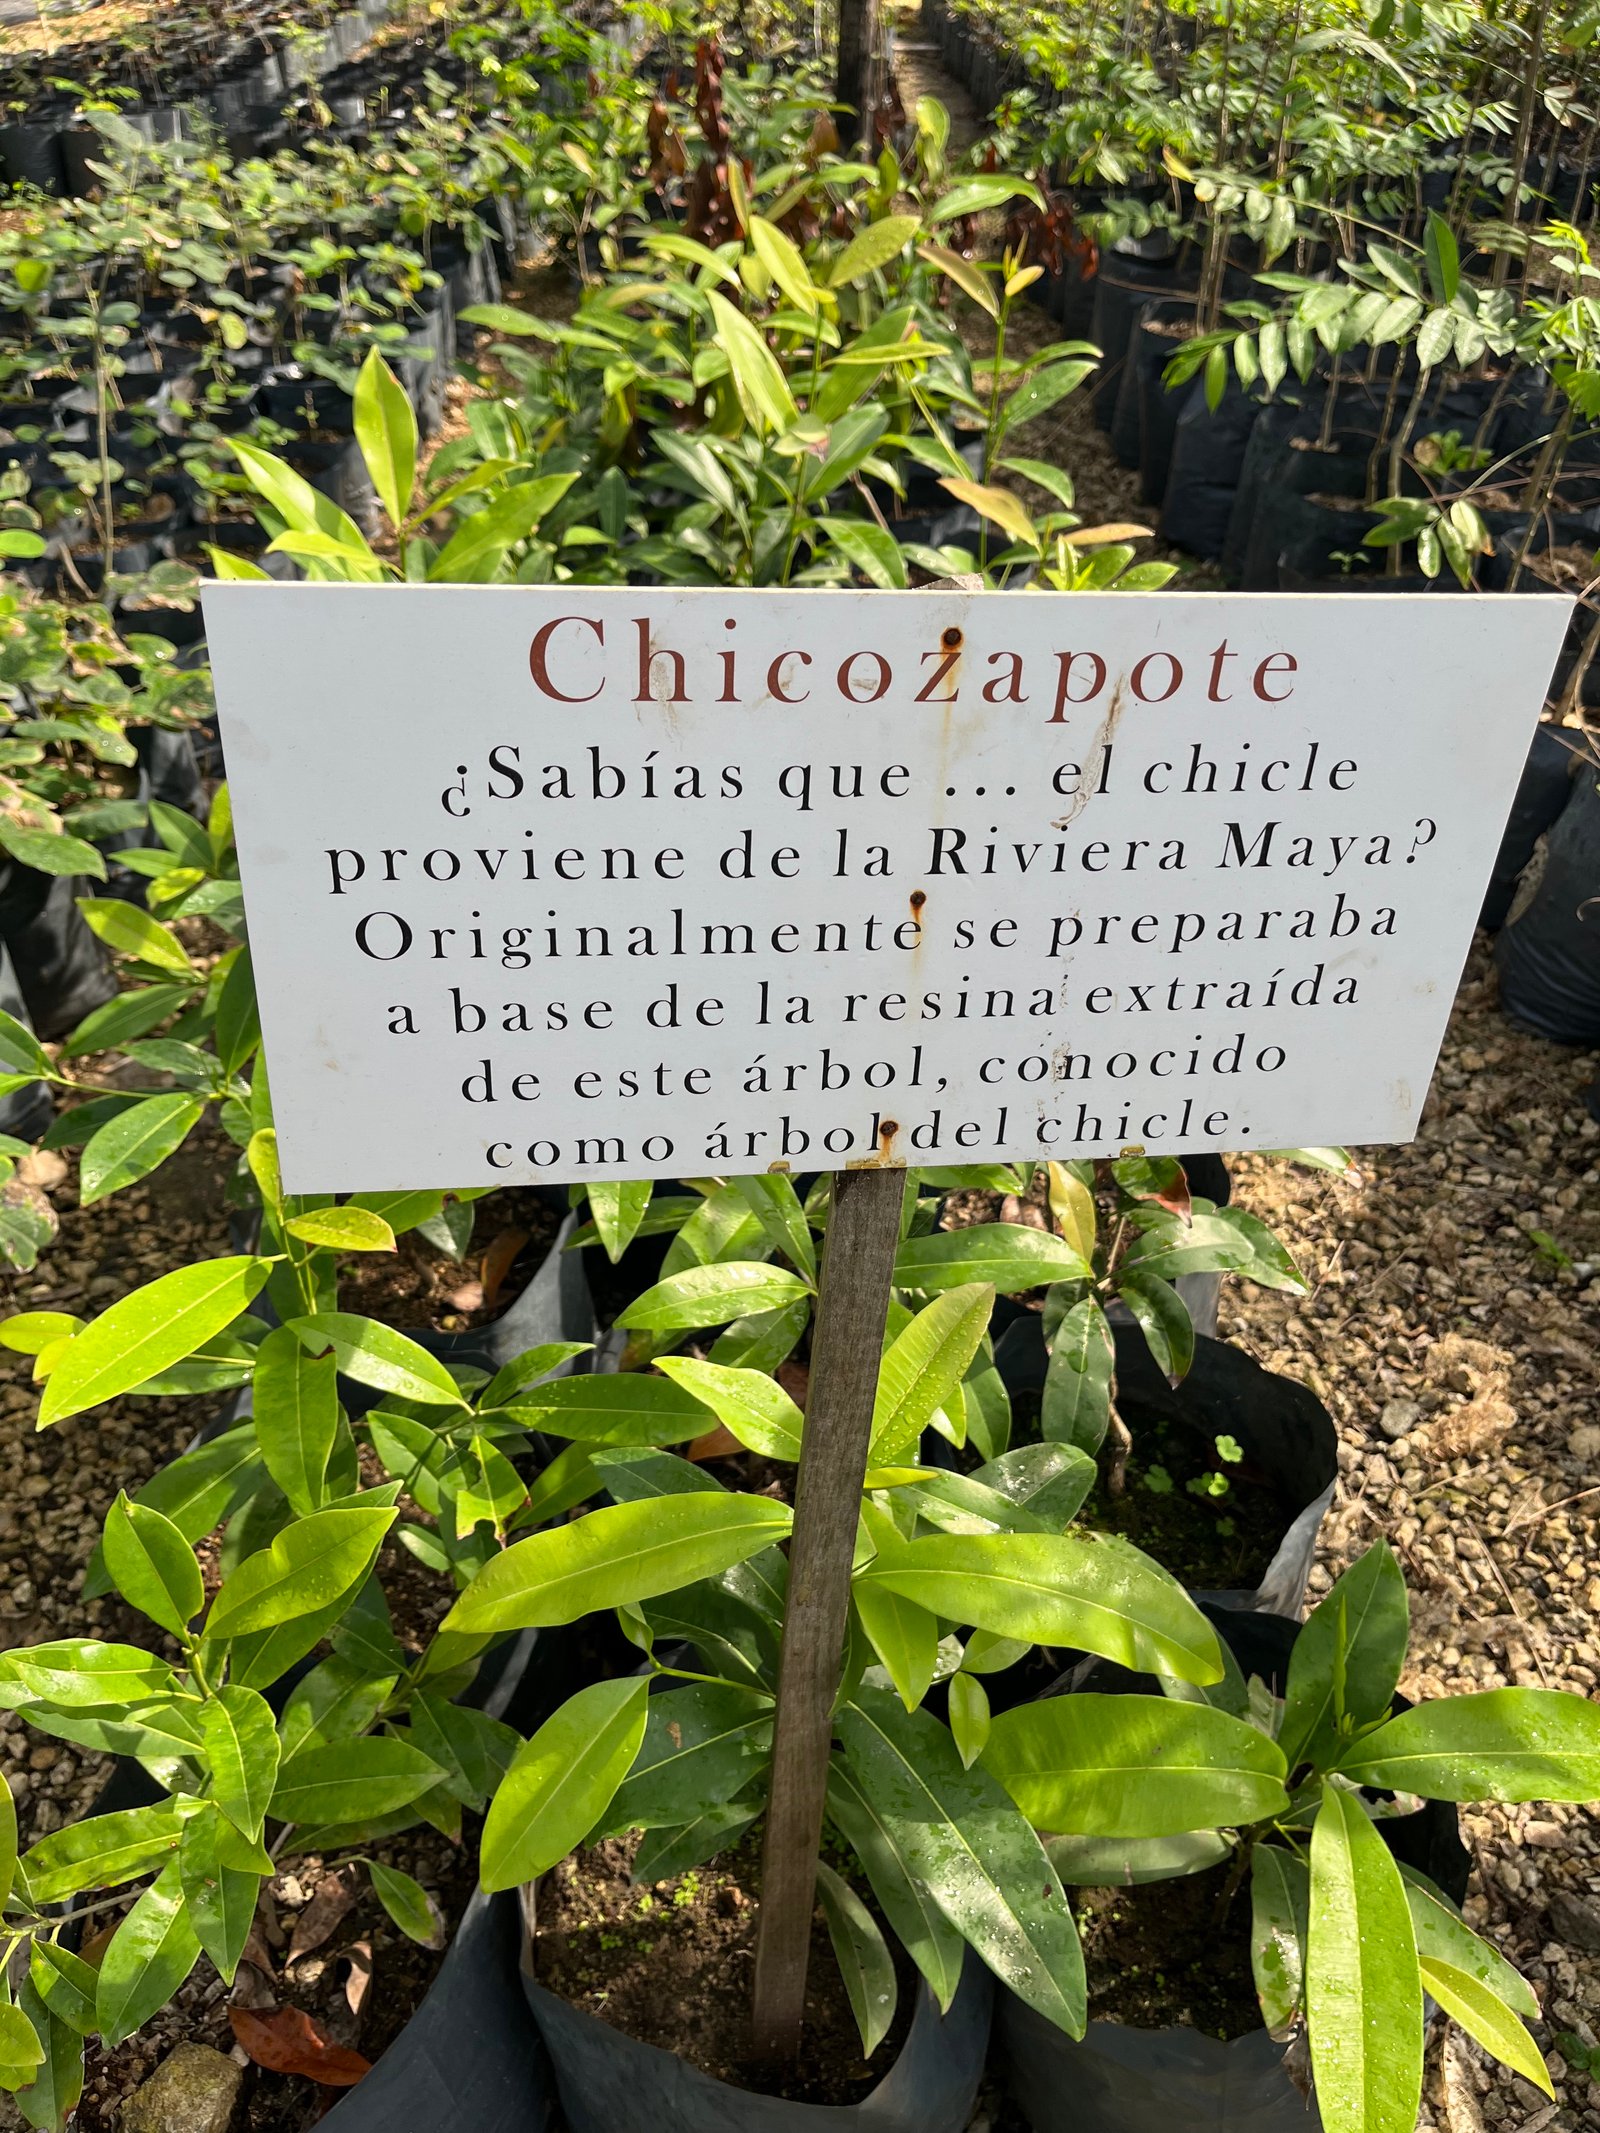 Chicozapote
¿Sabías que ... el chicle
proviene de la Riviera Maya?
Originalmente se preparaba
a base de la resina extraída
de este árbol, conocido
como árbol del chicle.